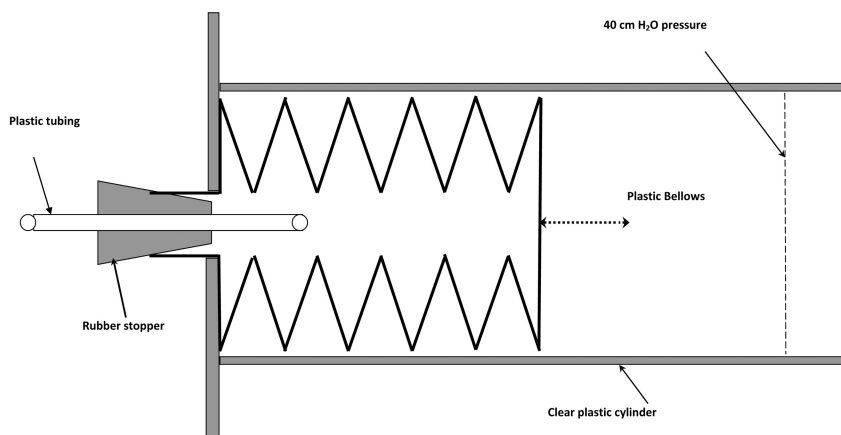 40 cm H₂O pressure
Plastic tubing
Plastic Bellows
Rubber stopper
Clear plastic cylinder